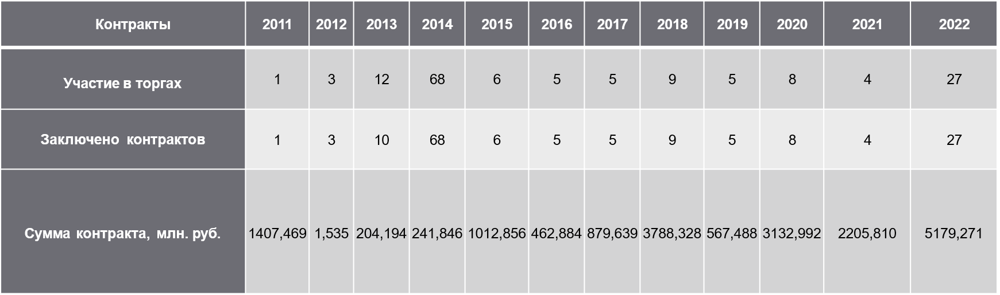 Контракты 2011 2012 2013 2014 2015 2016 2017 2018 2019 2020 2021 2022
Участие в торгах 1 3 12 68 6 5 5 9 5 8 4 27
Заключено контрактов 1 3 10 68 6 5 5 9 5 8 4 27
Сумма контракта, млн. руб. 1407,469 1,535 204,194 241,846 1012,856 462,884 879,639 3788,328 567,488 3132,992 2205,810 5179,271